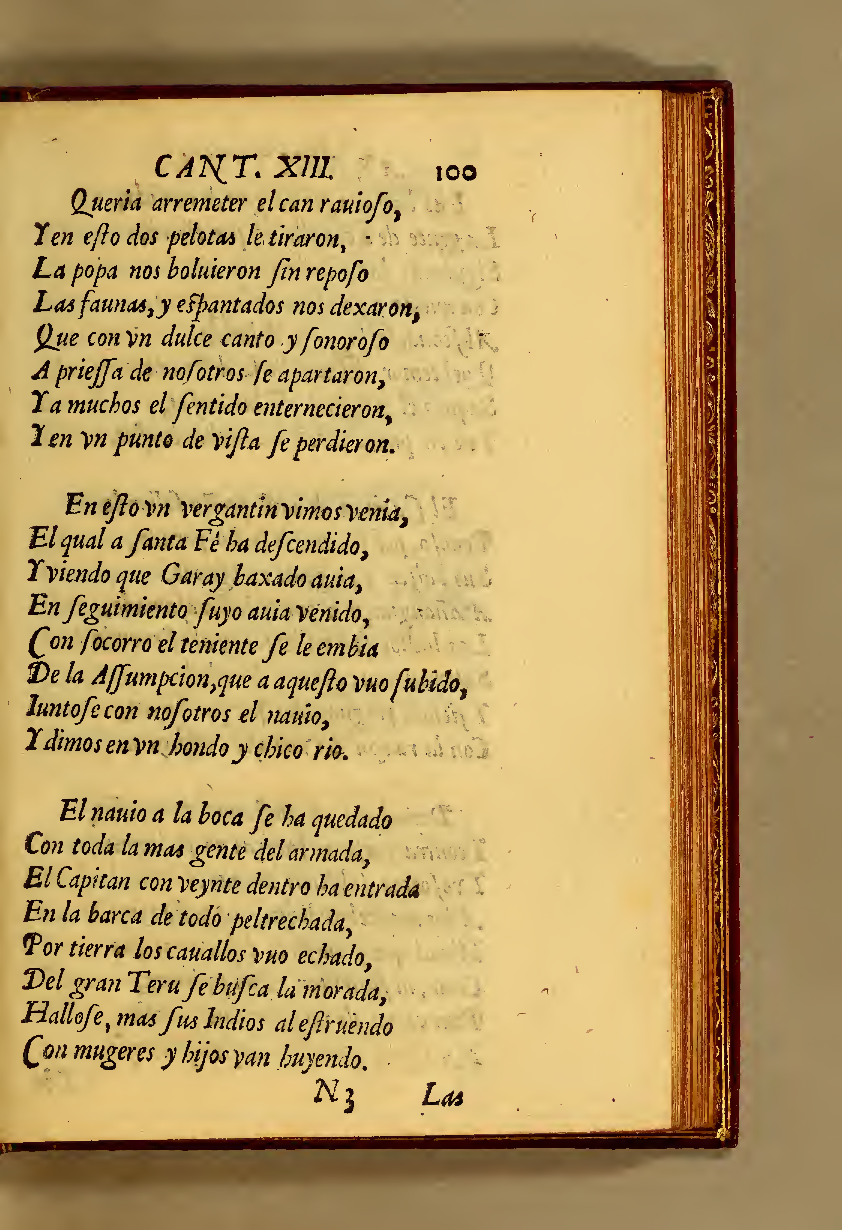 CANT. XIII. 100
Queria arremeter el can rauioſo,
Y en eſto dos pelotas le tiraron,
La popa nos boluieron ſin repoſo
Las faunas, y eſpantados nos dexaron,
Que con vn dulce canto y ſonoroſo
A prieſſa de noſotros ſe apartaron,
Y a muchos el ſentido enternecieron,
Y en vn punto de viſta ſe perdieron.
En eſto vn vergantin vimos venia,
El qual a ſanta Fé ha deſcendido,
Y viendo que Garay baxado auia,
En ſeguimiento ſuyo auia venido,
Con ſocorro el teniente ſe le embia
De la Aſſumpcion, que a aqueſto vuo ſubido,
Iuntoſe con noſotros el nauio,
Y dimos en vn hondo y chico rio.
El nauio a la boca ſe ha quedado
Con toda la mas gente del armada,
El Capitan con veynte dentro ha entrada
En la barca de todo peltrechada,
Por tierra los cauallos vuo echado,
Del gran Teru ſe buſca la morada,
Halloſe, mas ſus Indios al eſtruendo
Con mugeres y hijos van huyendo.
N3 Las